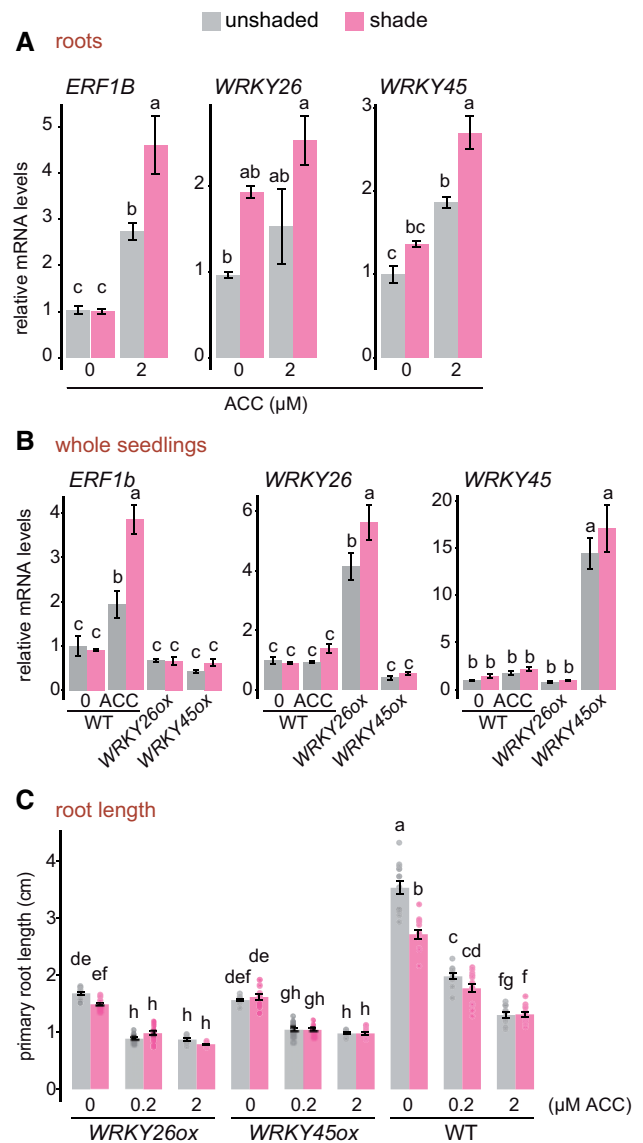 unshaded shade
A roots
ERF1B WRKY26 WRKY45
relative mRNA levels
5
4
3
2
1
0
c c b a
2
1
0
b ab ab a
3
2
1
0
c bc b a
0 2 0 2 0 2
ACC (µM)
B whole seedlings
ERF1b WRKY26 WRKY45
relative mRNA levels
4
3
2
1
0
c c b a c c c c
6
4
2
0
c c c c b a c c
20
15
10
5
0
b b b b b b a a
0 ACC WRKY26ox WRKY45ox 0 ACC WRKY26ox WRKY45ox 0 ACC WRKY26ox WRKY45ox
WT WT WT
C root length
primary root length (cm)
4
3
2
1
0
de ef h h h h def de gh gh h h a b c cd fg f
0 0.2 2 0 0.2 2 0 0.2 2 (µM ACC)
WRKY26ox WRKY45ox WT